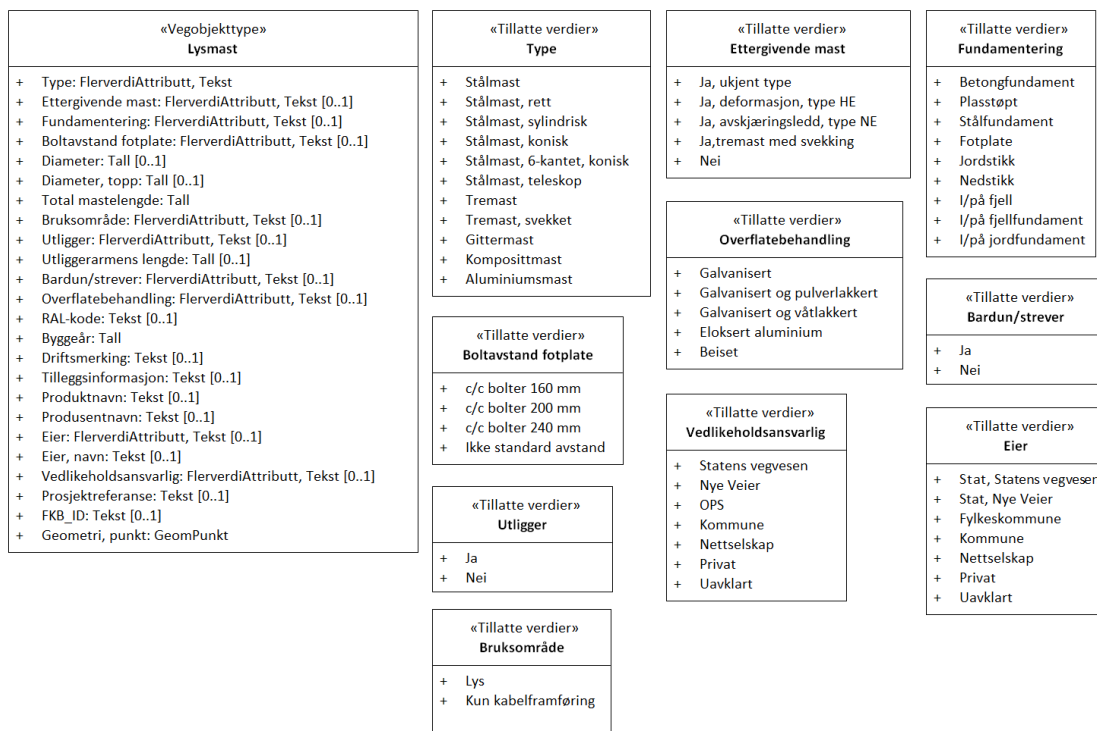 «Vegobjekttype»
Lysmast
+ Type: FlerverdiAttributt, Tekst
+ Ettergivende mast: FlerverdiAttributt, Tekst [0..1]
+ Fundamentering: FlerverdiAttributt, Tekst [0..1]
+ Boltavstand fotplate: FlerverdiAttributt, Tekst [0..1]
+ Diameter: Tall [0..1]
+ Diameter, topp: Tall [0..1]
+ Total mastelengde: Tall
+ Bruksområde: FlerverdiAttributt, Tekst [0..1]
+ Utligger: FlerverdiAttributt, Tekst [0..1]
+ Utliggerarmens lengde: Tall [0..1]
+ Bardun/strever: FlerverdiAttributt, Tekst [0..1]
+ Overflatebehandling: FlerverdiAttributt, Tekst [0..1]
+ RAL-kode: Tekst [0..1]
+ Byggeår: Tall
+ Driftsmerking: Tekst [0..1]
+ Tilleggsinformasjon: Tekst [0..1]
+ Produktnavn: Tekst [0..1]
+ Produsentnavn: Tekst [0..1]
+ Eier: FlerverdiAttributt, Tekst [0..1]
+ Eier, navn: Tekst [0..1]
+ Vedlikeholdsansvarlig: FlerverdiAttributt, Tekst [0..1]
+ Prosjektreferanse: Tekst [0..1]
+ FKB_ID: Tekst [0..1]
+ Geometri, punkt: GeomPunkt
«Tillatte verdier»
Type
+ Stålmast
+ Stålmast, rett
+ Stålmast, sylindrisk
+ Stålmast, konisk
+ Stålmast, 6-kantet, konisk
+ Stålmast, teleskop
+ Tremast
+ Tremast, svekket
+ Gittermast
+ Komposittmast
+ Aluminiumsmast
«Tillatte verdier»
Boltavstand fotplate
+ c/c bolter 160 mm
+ c/c bolter 200 mm
+ c/c bolter 240 mm
+ Ikke standard avstand
«Tillatte verdier»
Utligger
+ Ja
+ Nei
«Tillatte verdier»
Bruksområde
+ Lys
+ Kun kabelframføring
«Tillatte verdier»
Ettergivende mast
+ Ja, ukjent type
+ Ja, deformasjon, type HE
+ Ja, avskjæringsledd, type NE
+ Ja,tremast med svekking
+ Nei
«Tillatte verdier»
Overflatebehandling
+ Galvanisert
+ Galvanisert og pulverlakkert
+ Galvanisert og våtlakkert
+ Eloksert aluminium
+ Beiset
«Tillatte verdier»
Vedlikeholdsansvarlig
+ Statens vegvesen
+ Nye Veier
+ OPS
+ Kommune
+ Nettselskap
+ Privat
+ Uavklart
«Tillatte verdier»
Fundamentering
+ Betongfundament
+ Plasstøpt
+ Stålfundament
+ Fotplate
+ Jordstikk
+ Nedstikk
+ I/på fjell
+ I/på fjellfundament
+ I/på jordfundament
«Tillatte verdier»
Bardun/strever
+ Ja
+ Nei
«Tillatte verdier»
Eier
+ Stat, Statens vegvesen
+ Stat, Nye Veier
+ Fylkeskommune
+ Kommune
+ Nettselskap
+ Privat
+ Uavklart